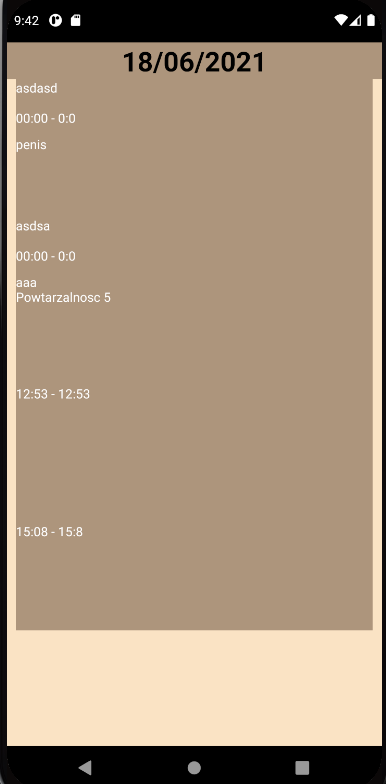 9:42
18/06/2021
asdasd
00:00 - 0:0
penis
asdsa
00:00 - 0:0
aaa
Powtarzalnosc 5
12:53 - 12:53
15:08 - 15:8